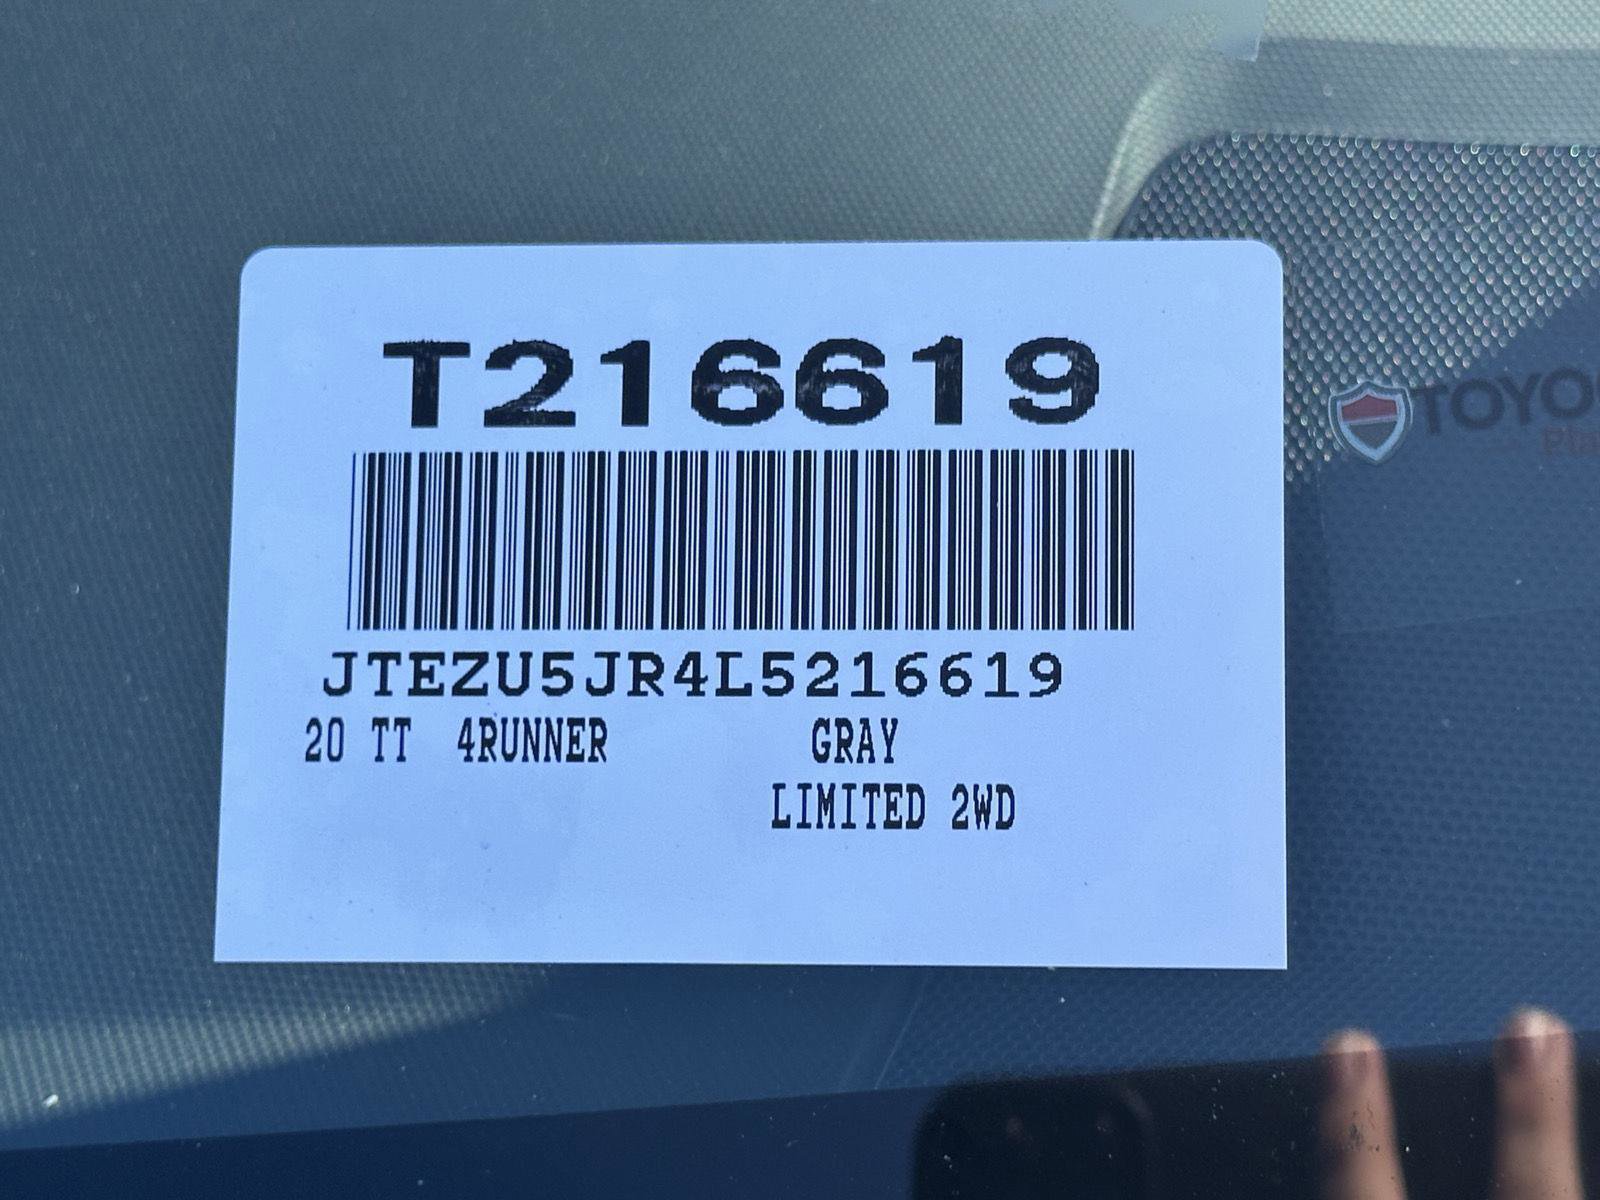 T216619
JTEZU5JR4L5216619
20 TT 4RUNNER GRAY
LIMITED 2WD